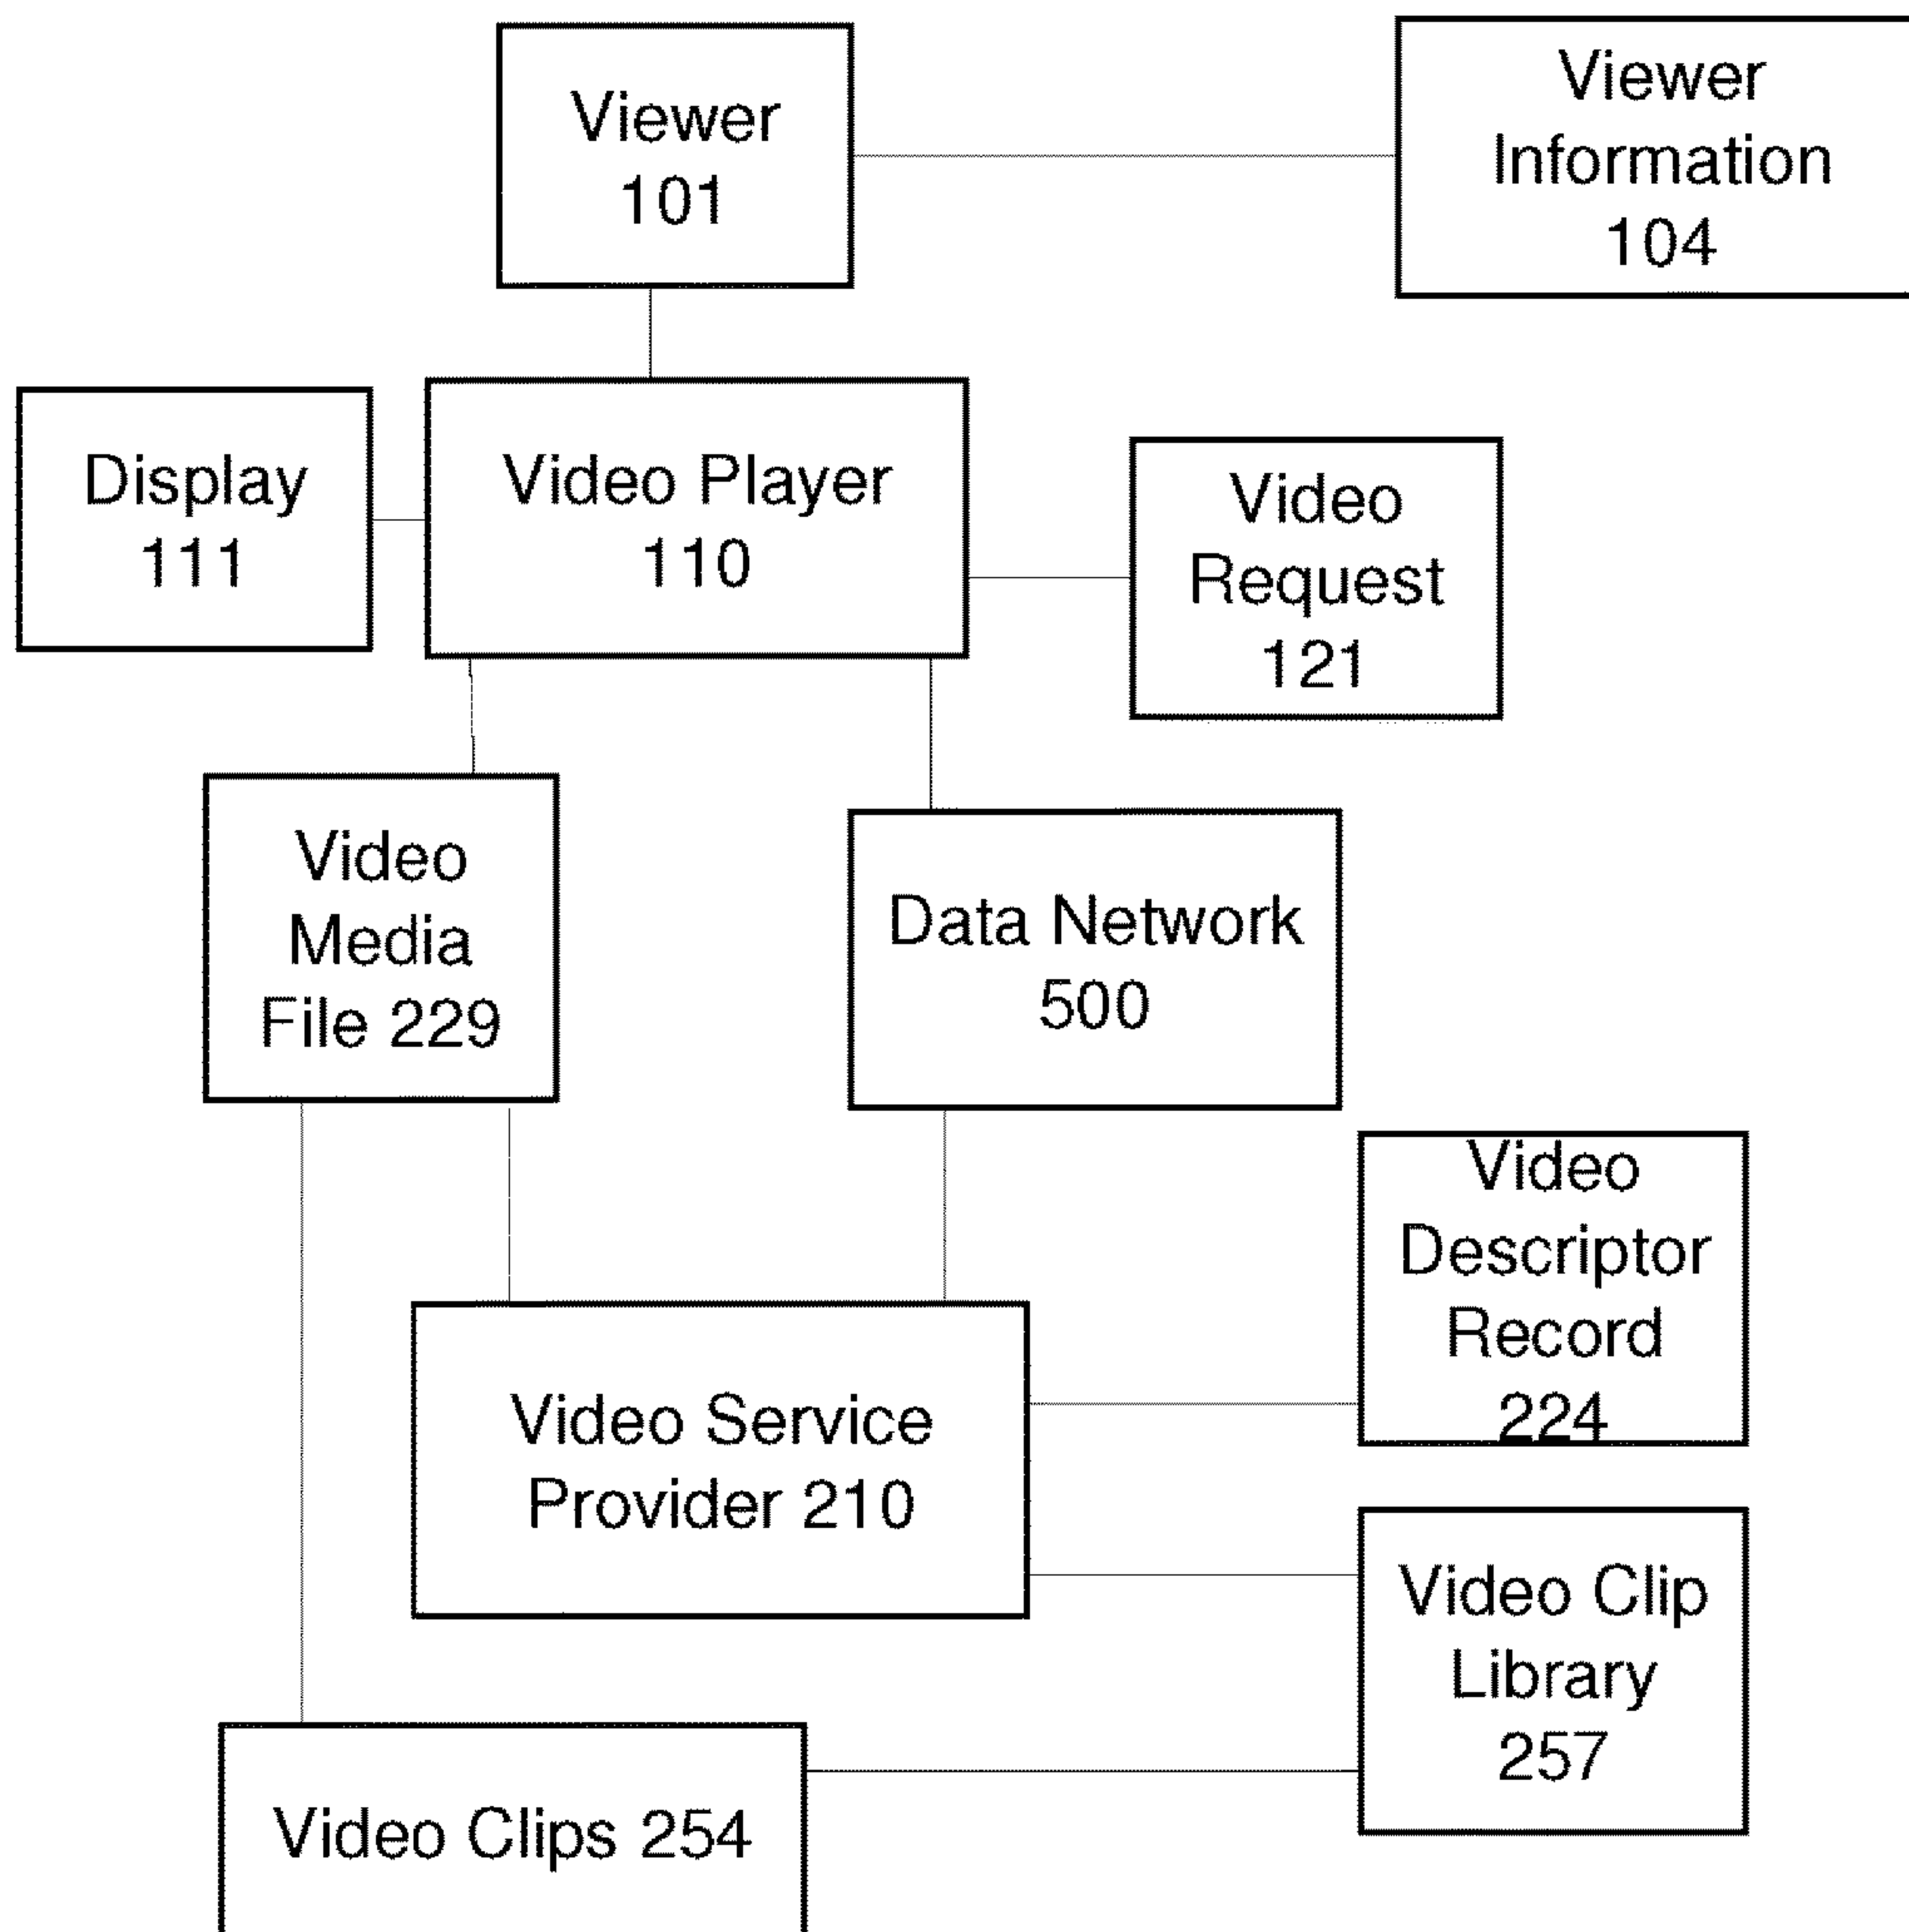 Viewer
101
Viewer
Information
104
Display
111
Video Player
110
Video
Request
121
Video
Media
File 229
Data Network
500
Video
Descriptor
Record
224
Video Service
Provider 210
Video Clip
Library
257
Video Clips 254